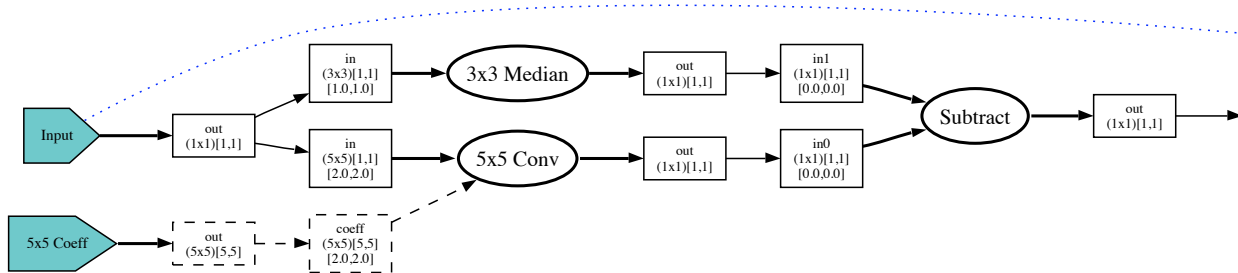 Input
out
(1x1)[1,1]
in
(3x3)[1,1]
[1.0,1.0]
3x3 Median
out
(1x1)[1,1]
in1
(1x1)[1,1]
[0.0,0.0]
in
(5x5)[1,1]
[2.0,2.0]
5x5 Conv
out
(1x1)[1,1]
in0
(1x1)[1,1]
[0.0,0.0]
Subtract
out
(1x1)[1,1]
5x5 Coeff
out
(5x5)[5,5]
coeff
(5x5)[5,5]
[2.0,2.0]